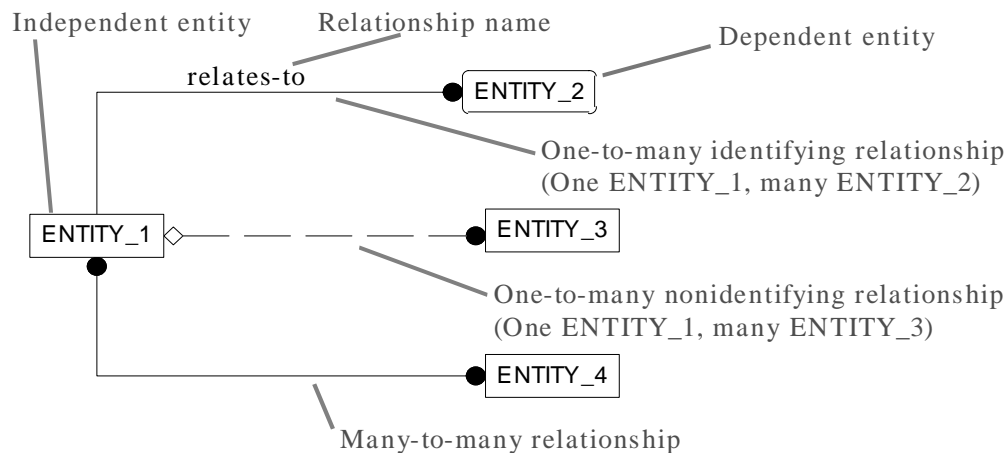 Independent entity
Relationship name
Dependent entity
relates-to
ENTITY_2
One-to-many identifying relationship
(One ENTITY_1, many ENTITY_2)
ENTITY_1
ENTITY_3
One-to-many nonidentifying relationship
(One ENTITY_1, many ENTITY_3)
ENTITY_4
Many-to-many relationship